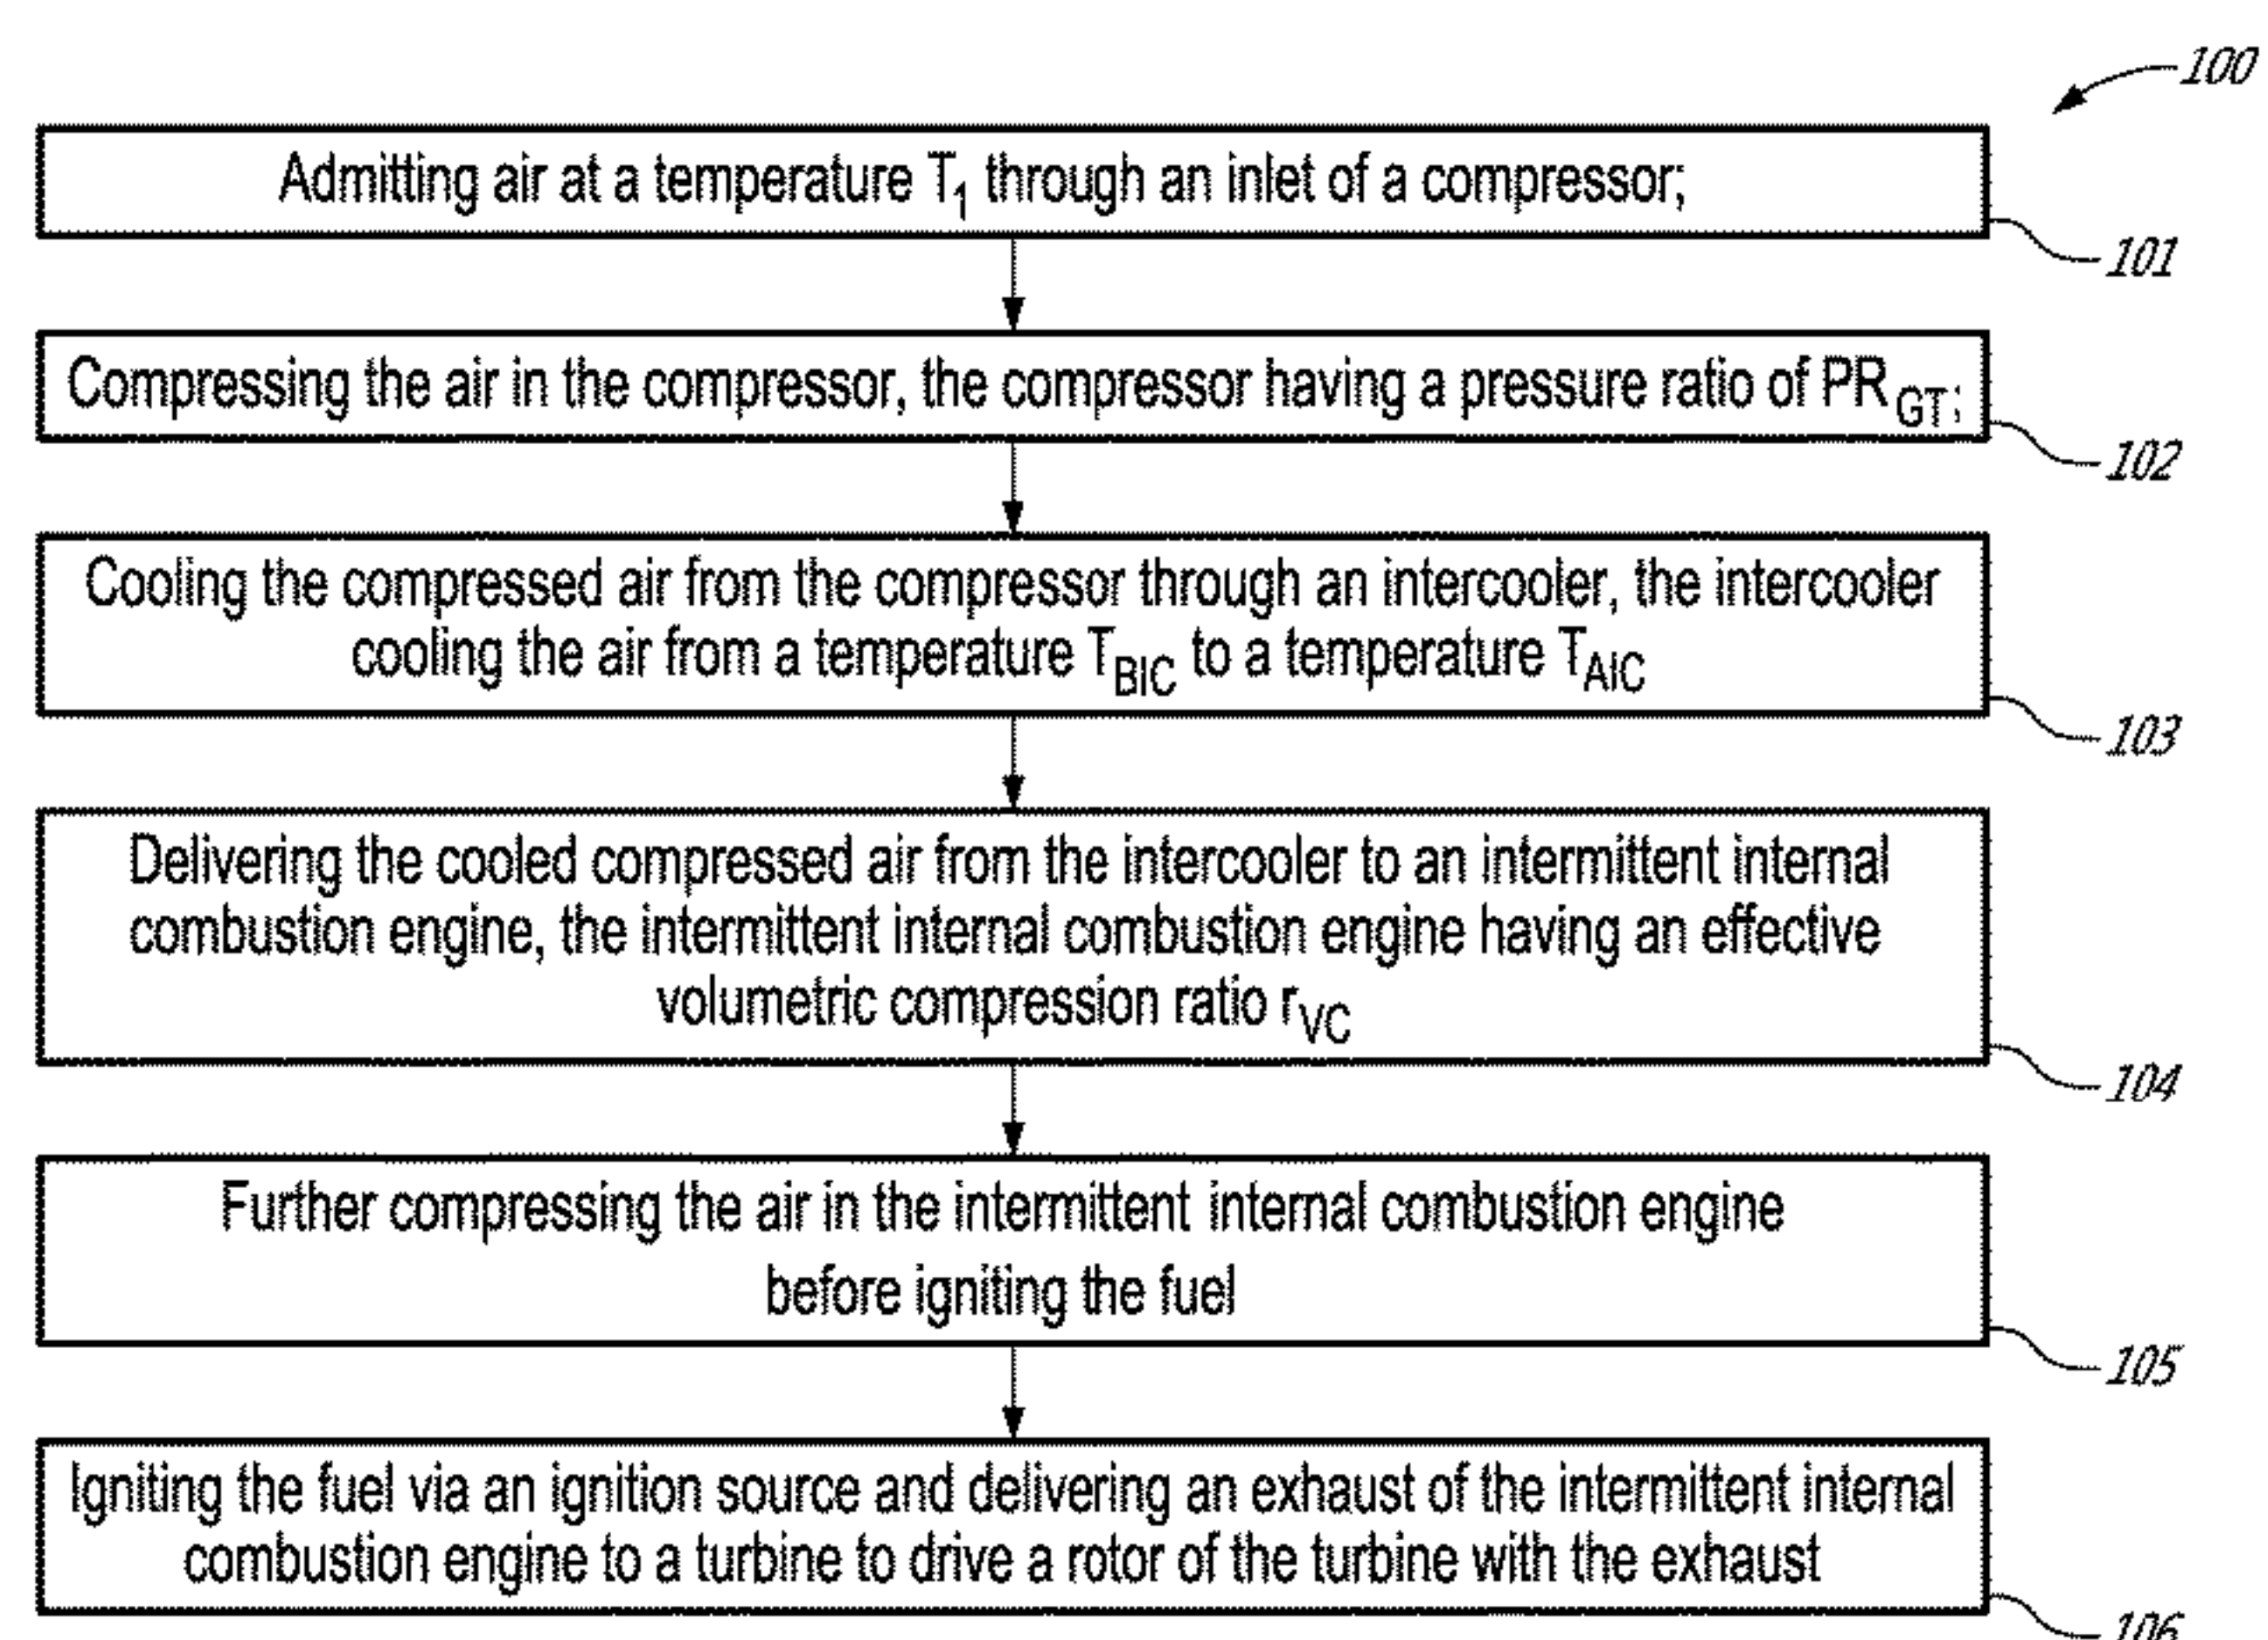 100
Admitting air at a temperature T1 through an inlet of a compressor;
101
Compressing the air in the compressor, the compressor having a pressure ratio of PRGT;
102
Cooling the compressed air from the compressor through an intercooler, the intercooler
cooling the air from a temperature TBIC to a temperature TAIC
103
Delivering the cooled compressed air from the intercooler to an intermittent internal
combustion engine, the intermittent internal combustion engine having an effective
volumetric compression ratio rVC
104
Further compressing the air in the intermittent internal combustion engine
before igniting the fuel
105
Igniting the fuel via an ignition source and delivering an exhaust of the intermittent internal
combustion engine to a turbine to drive a rotor of the turbine with the exhaust
106